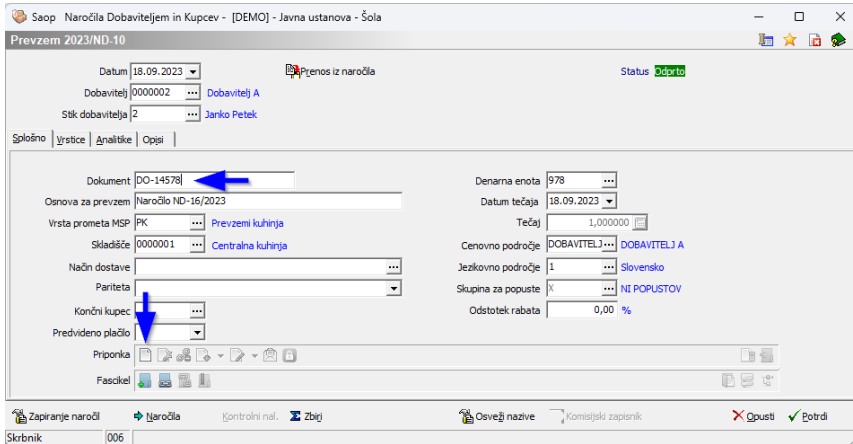 Saop Naročila Dobaviteljem in Kupcev - [DEMO] - Javna ustanova - Šola
Prevzem 2023/ND-10
Datum 18.09.2023 Prenos iz naročila Status Odprto
Dobavitelj 0000002 ... Dobavitelj A
Stik dobavitelja 2 ... Janko Petek
Splošno Vrstice Analitike Opisi
Dokument DO-14578 Denarna enota 978 ...
Osnova za prevzem Naročilo ND-16/2023 Datum tečaja 18.09.2023
Vrsta prometa MSP PK ... Prevzemi kuhinja Tečaj 1,000000
Skladišče 0000001 ... Centralna kuhinja Cenovno področje DOBAVITELJ ... DOBAVITELJ A
Način dostave ... Jezikovno področje 1 ... Slovensko
Pariteta Skupina za popuste X ... NI POPUSTOV
Končni kupec ... Odstotek rabata 0,00 %
Predvideno plačilo
Priponka
Fascikel
Zapiranje naročil Naročila Kontrolni nal. Zbirj Osveži nazive Komisijski zapisnik Opusti Potrdi
Skrbnik 006